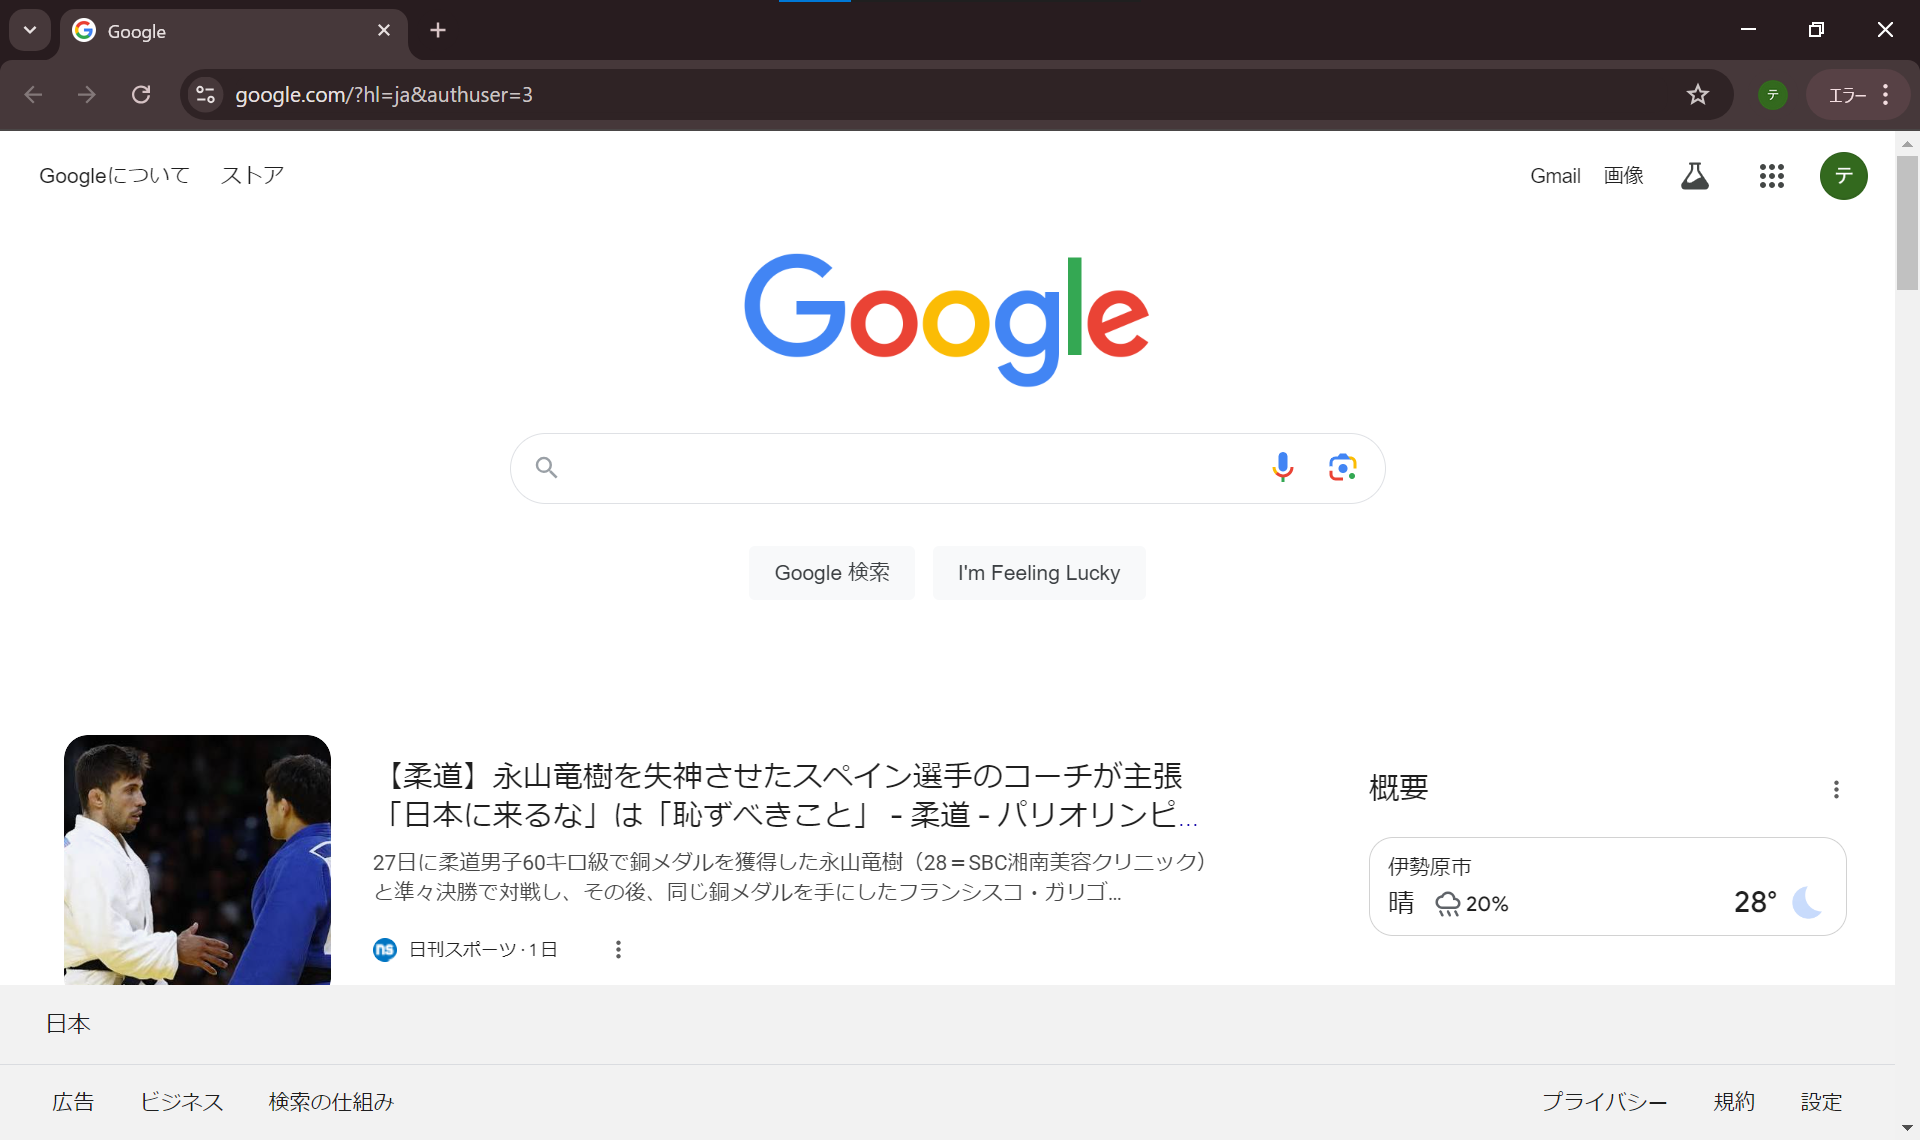 Google
google.com/?hl=ja&authuser=3
テ
エラー
Googleについて ストア
Gmail 画像
テ
Google
Google 検索 I'm Feeling Lucky
【柔道】永山竜樹を失神させたスペイン選手のコーチが主張
「日本に来るな」は「恥ずべきこと」 - 柔道 - パリオリンピ...
27日に柔道男子60キロ級で銅メダルを獲得した永山竜樹（28＝SBC湘南美容クリニック）
と準々決勝で対戦し、その後、同じ銅メダルを手にしたフランシスコ・ガリゴ...
ns 日刊スポーツ · 1 日
概要
伊勢原市
晴 20% 28°
日本
広告 ビジネス 検索の仕組み
プライバシー 規約 設定